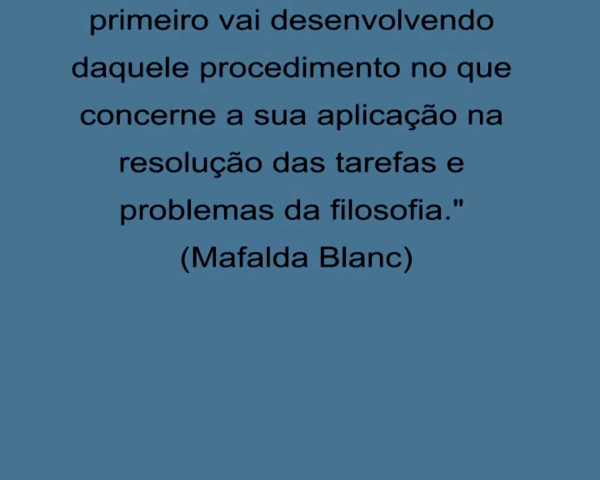 primeiro vai desenvolvendo
daquele procedimento no que
concerne a sua aplicação na
resolução das tarefas e
problemas da filosofia."
(Mafalda Blanc)